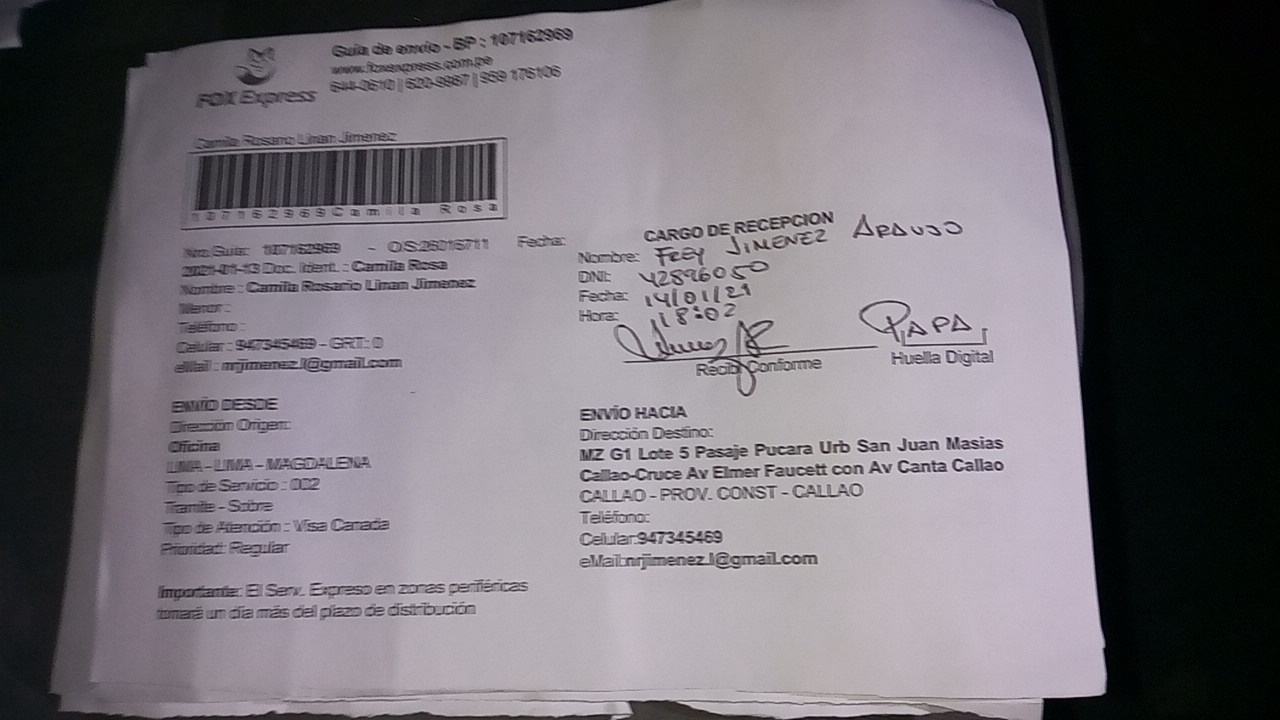 Guía de envío - BP : 107162969
www.foxexpress.com.pe
644-0610 | 620-9967 | 959 176106
FOX Express
Camila Rosario Linan Jimenez
107162969Camila Rosa
Nro.Guia: 107162969 - OS:26016711 Fecha:
2021-01-13 Doc. Ident. : Camila Rosa
Nombre : Camila Rosario Linan Jimenez
Menor :
Teléfono :
Celular : 947345469 - GRT: 0
eMail : nrjimenez.l@gmail.com
ENVÍO DESDE
Dirección Origen:
Oficina
LIMA - LIMA - MAGDALENA
Tipo de Servicio : 002
Tramite - Sobre
Tipo de Atención : Visa Canada
Prioridad: Regular
Importante: El Serv. Expreso en zonas periféricas
tomará un día más del plazo de distribución
CARGO DE RECEPCION
Nombre: JIMENEZ ARAUJO
DNI: 42896050
Fecha: 14/01/21
Hora: 18:02
PAPA
Recibí Conforme Huella Digital
ENVÍO HACIA
Dirección Destino:
MZ G1 Lote 5 Pasaje Pucara Urb San Juan Masias
Callao-Cruce Av Elmer Faucett con Av Canta Callao
CALLAO - PROV. CONST - CALLAO
Teléfono:
Celular:947345469
eMail:nrjimenez.l@gmail.com